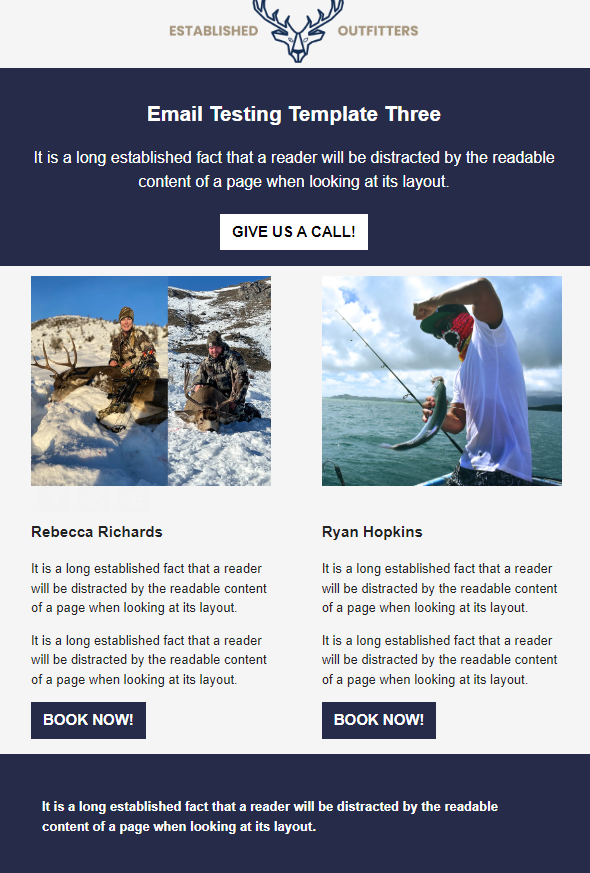 ESTABLISHED OUTFITTERS
Email Testing Template Three
It is a long established fact that a reader will be distracted by the readable
content of a page when looking at its layout.
GIVE US A CALL!
Rebecca Richards
It is a long established fact that a reader
will be distracted by the readable content
of a page when looking at its layout.
It is a long established fact that a reader
will be distracted by the readable content
of a page when looking at its layout.
BOOK NOW!
Ryan Hopkins
It is a long established fact that a reader
will be distracted by the readable content
of a page when looking at its layout.
It is a long established fact that a reader
will be distracted by the readable content
of a page when looking at its layout.
BOOK NOW!
It is a long established fact that a reader will be distracted by the readable
content of a page when looking at its layout.